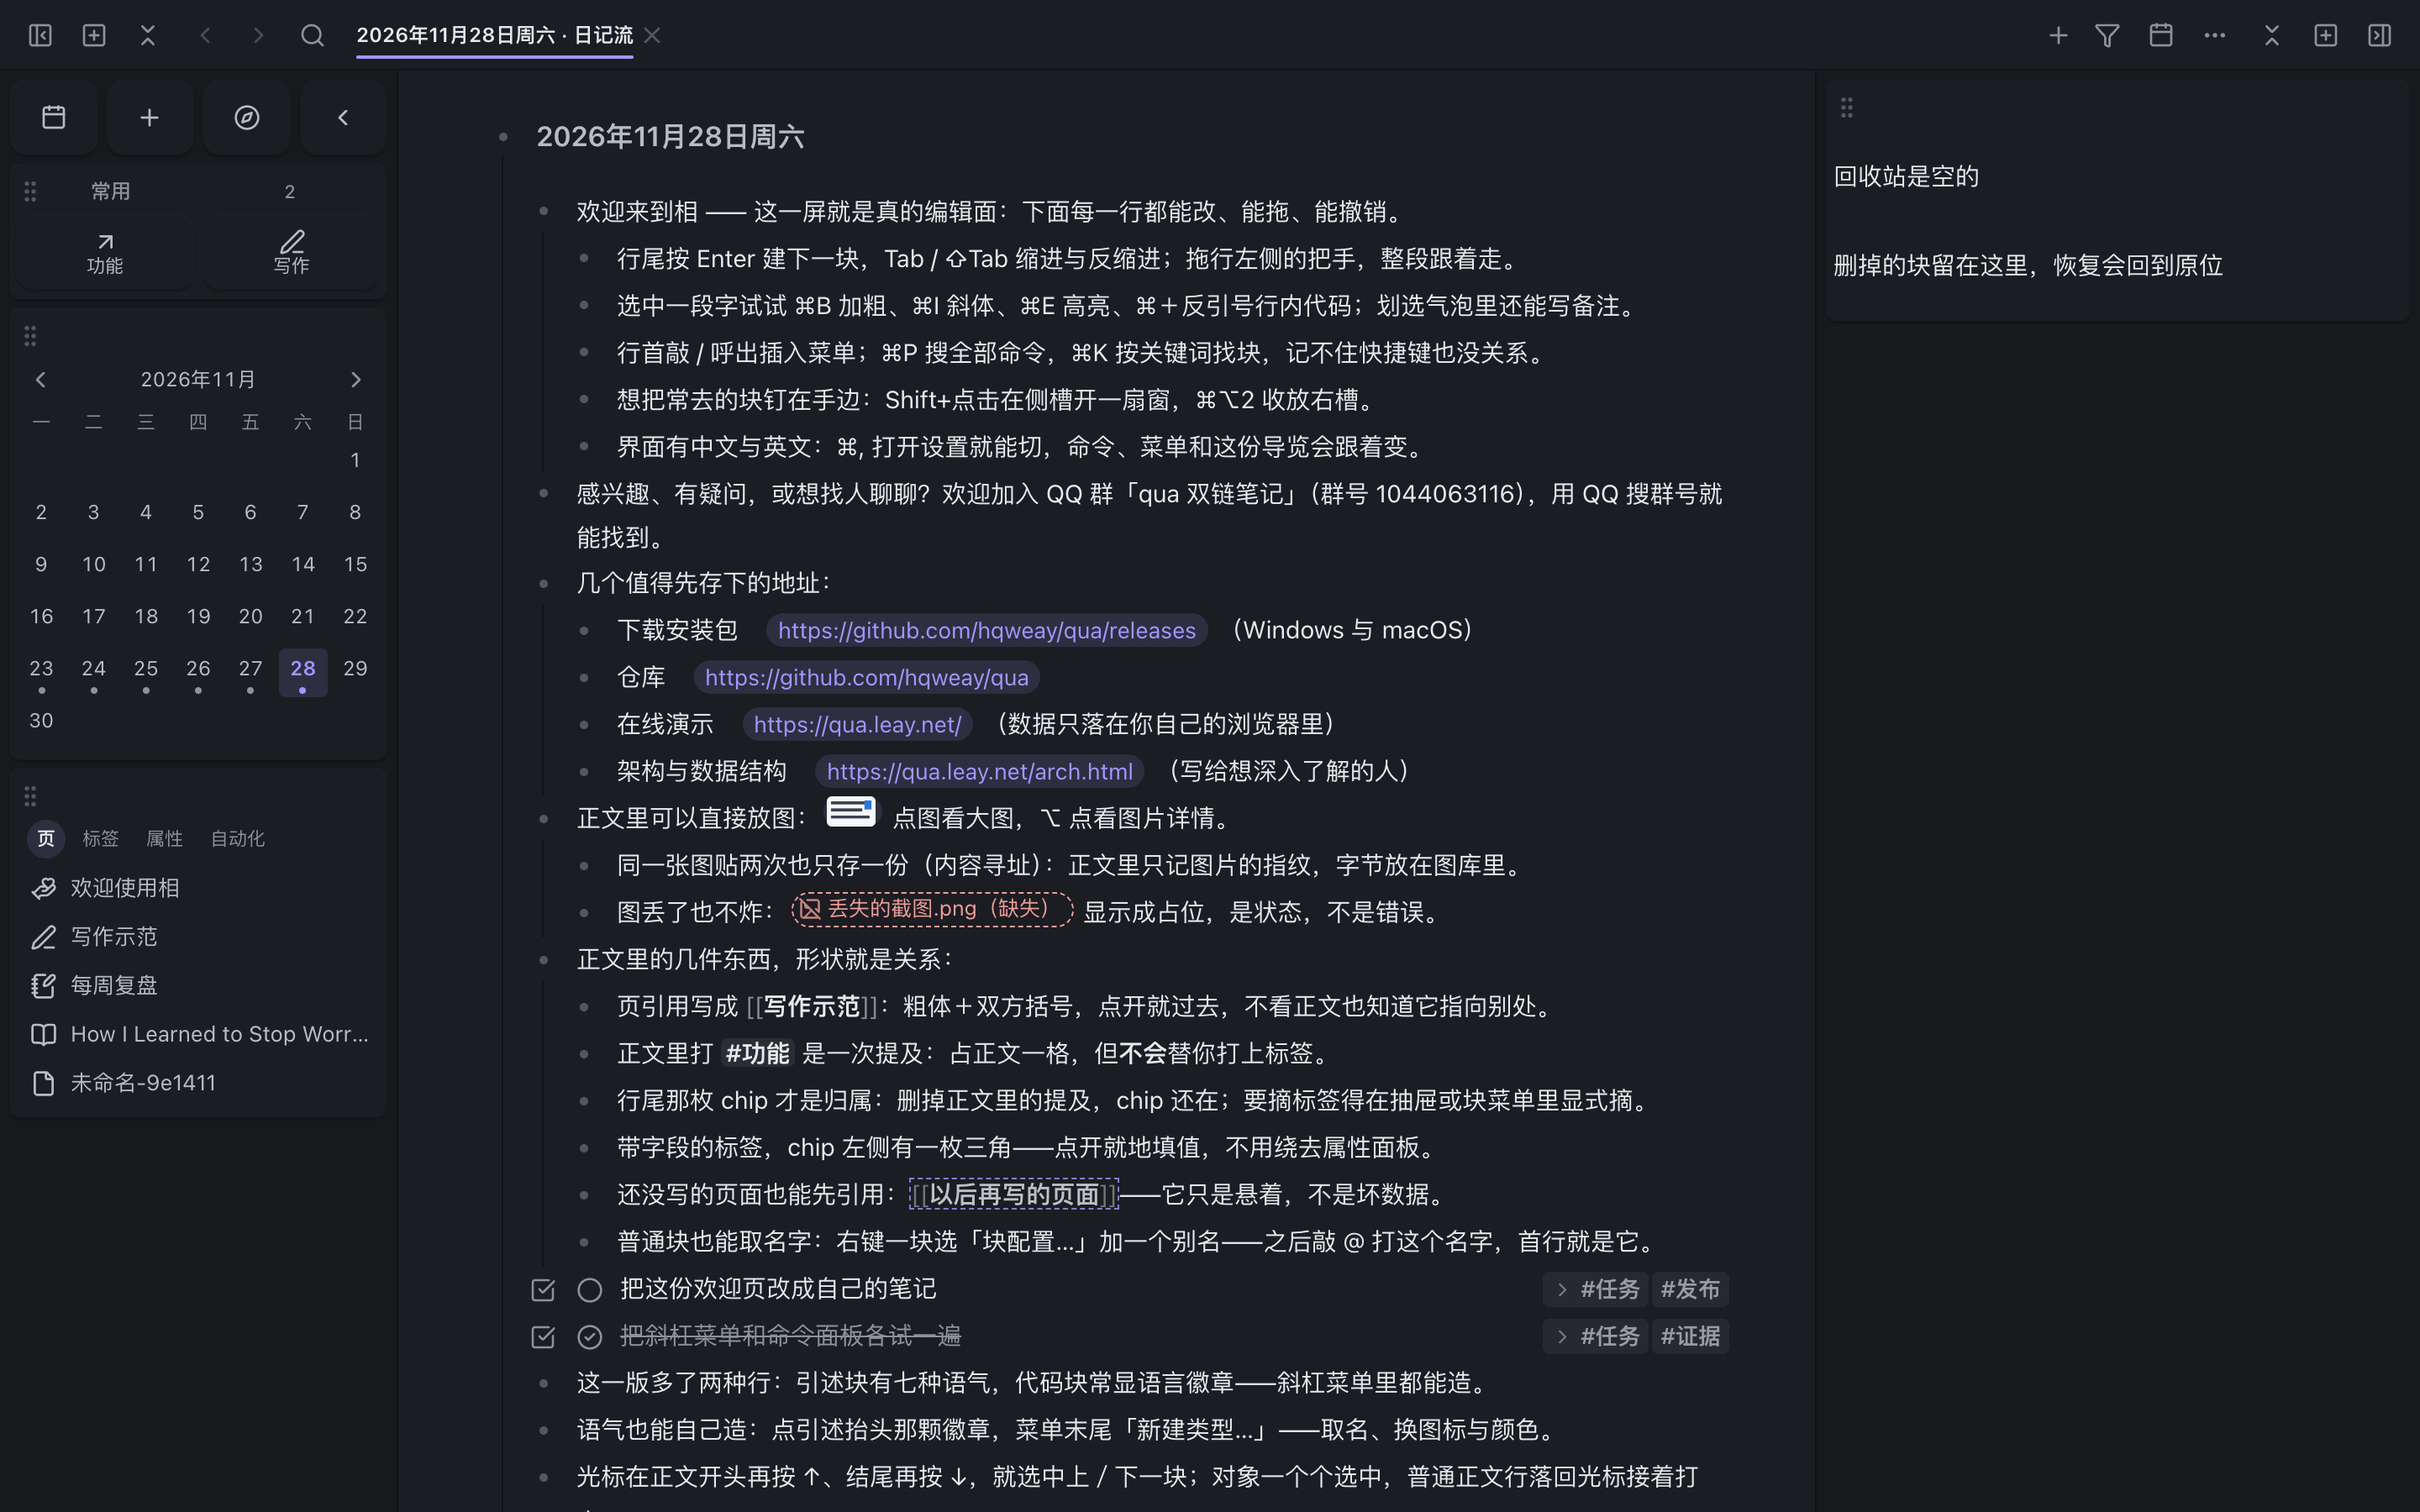 2026年11月28日周六 · 日记流
常用 2
功能 写作
2026年11月
一 二 三 四 五 六 日
1
2 3 4 5 6 7 8
9 10 11 12 13 14 15
16 17 18 19 20 21 22
23 24 25 26 27 28 29
30
页 标签 属性 自动化
欢迎使用相
写作示范
每周复盘
How I Learned to Stop Worr...
未命名-9e1411
2026年11月28日周六
欢迎来到相 —— 这一屏就是真的编辑面：下面每一行都能改、能拖、能撤销。
行尾按 Enter 建下一块，Tab / ⇧Tab 缩进与反缩进；拖行左侧的把手，整段跟着走。
选中一段字试试 ⌘B 加粗、⌘I 斜体、⌘E 高亮、⌘＋反引号行内代码；划选气泡里还能写备注。
行首敲 / 呼出插入菜单；⌘P 搜全部命令，⌘K 按关键词找块，记不住快捷键也没关系。
想把常去的块钉在手边：Shift+点击在侧槽开一扇窗，⌘⌥2 收放右槽。
界面有中文与英文：⌘, 打开设置就能切，命令、菜单和这份导览会跟着变。
感兴趣、有疑问，或想找人聊聊？欢迎加入 QQ 群「qua 双链笔记」（群号 1044063116），用 QQ 搜群号就
能找到。
几个值得先存下的地址：
下载安装包 https://github.com/hqweay/qua/releases （Windows 与 macOS）
仓库 https://github.com/hqweay/qua
在线演示 https://qua.leay.net/ （数据只落在你自己的浏览器里）
架构与数据结构 https://qua.leay.net/arch.html （写给想深入了解的人）
正文里可以直接放图： 点图看大图，⌥ 点看图片详情。
同一张图贴两次也只存一份（内容寻址）：正文里只记图片的指纹，字节放在图库里。
图丢了也不炸： 丢失的截图.png（缺失） 显示成占位，是状态，不是错误。
正文里的几件东西，形状就是关系：
页引用写成 [[写作示范]]：粗体＋双方括号，点开就过去，不看正文也知道它指向别处。
正文里打 #功能 是一次提及：占正文一格，但不会替你打上标签。
行尾那枚 chip 才是归属：删掉正文里的提及，chip 还在；要摘标签得在抽屉或块菜单里显式摘。
带字段的标签，chip 左侧有一枚三角——点开就地填值，不用绕去属性面板。
还没写的页面也能先引用：[[以后再写的页面]]——它只是悬着，不是坏数据。
普通块也能取名字：右键一块选「块配置…」加一个别名——之后敲 @ 打这个名字，首行就是它。
把这份欢迎页改成自己的笔记 #任务 #发布
把斜杠菜单和命令面板各试一遍 #任务 #证据
这一版多了两种行：引述块有七种语气，代码块常显语言徽章——斜杠菜单里都能造。
语气也能自己造：点引述抬头那颗徽章，菜单末尾「新建类型…」——取名、换图标与颜色。
光标在正文开头再按 ↑、结尾再按 ↓，就选中上 / 下一块；对象一个个选中，普通正文行落回光标接着打
回收站是空的
删掉的块留在这里，恢复会回到原位